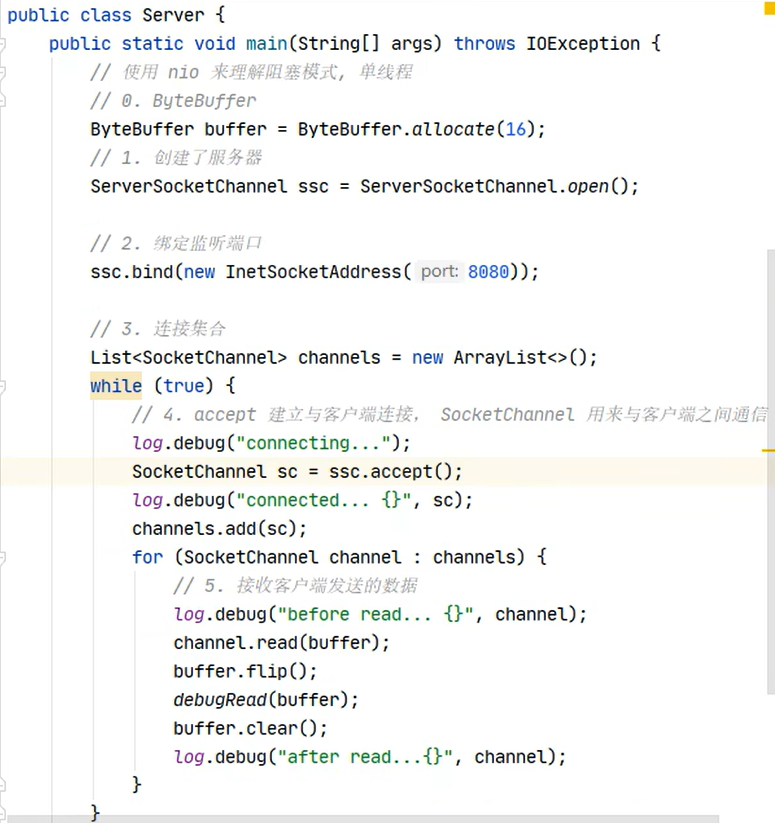 public class Server {
public static void main(String[] args) throws IOException {
// 使用 nio 来理解阻塞模式, 单线程
// 0. ByteBuffer
ByteBuffer buffer = ByteBuffer.allocate(16);
// 1. 创建了服务器
ServerSocketChannel ssc = ServerSocketChannel.open();
// 2. 绑定监听端口
ssc.bind(new InetSocketAddress( port: 8080));
// 3. 连接集合
List<SocketChannel> channels = new ArrayList<>();
while (true) {
// 4. accept 建立与客户端连接， SocketChannel 用来与客户端之间通信
log.debug("connecting...");
SocketChannel sc = ssc.accept();
log.debug("connected... {}", sc);
channels.add(sc);
for (SocketChannel channel : channels) {
// 5. 接收客户端发送的数据
log.debug("before read... {}", channel);
channel.read(buffer);
buffer.flip();
debugRead(buffer);
buffer.clear();
log.debug("after read...{}", channel);
}
}